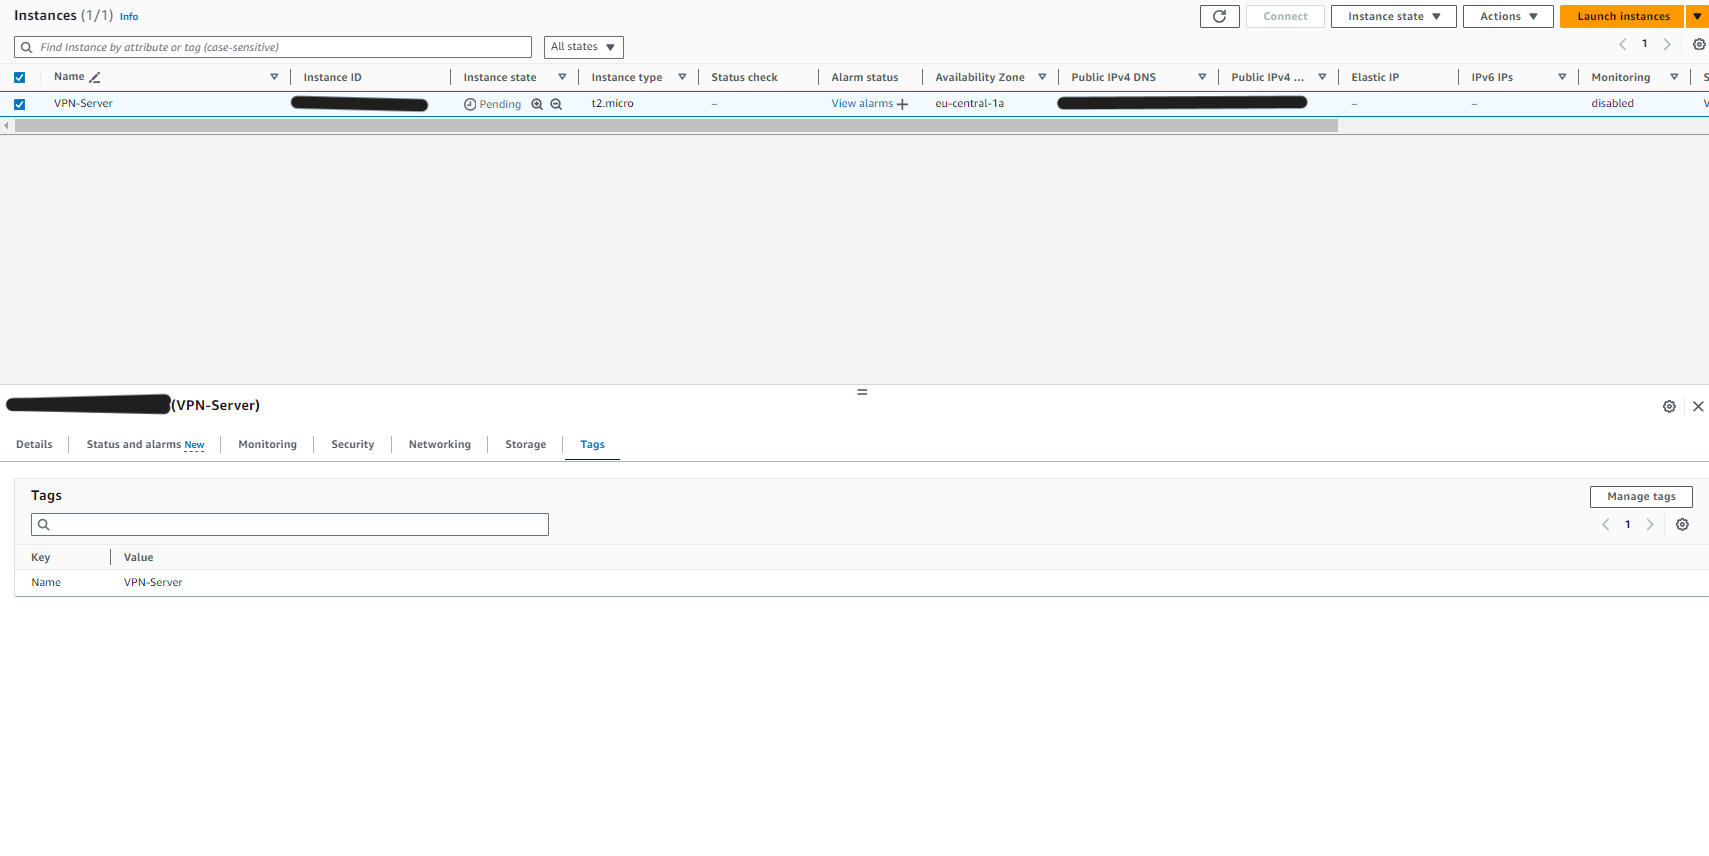 Instances (1/1) Info
Connect
Instance state
Actions
Launch instances
Find Instance by attribute or tag (case-sensitive)
All states
1
Name
Instance ID
Instance state
Instance type
Status check
Alarm status
Availability Zone
Public IPv4 DNS
Public IPv4 ...
Elastic IP
IPv6 IPs
Monitoring
S
VPN-Server
Pending
t2.micro
–
View alarms +
eu-central-1a
–
–
disabled
V
(VPN-Server)
Details
Status and alarms New
Monitoring
Security
Networking
Storage
Tags
Tags
Manage tags
1
Key
Value
Name
VPN-Server